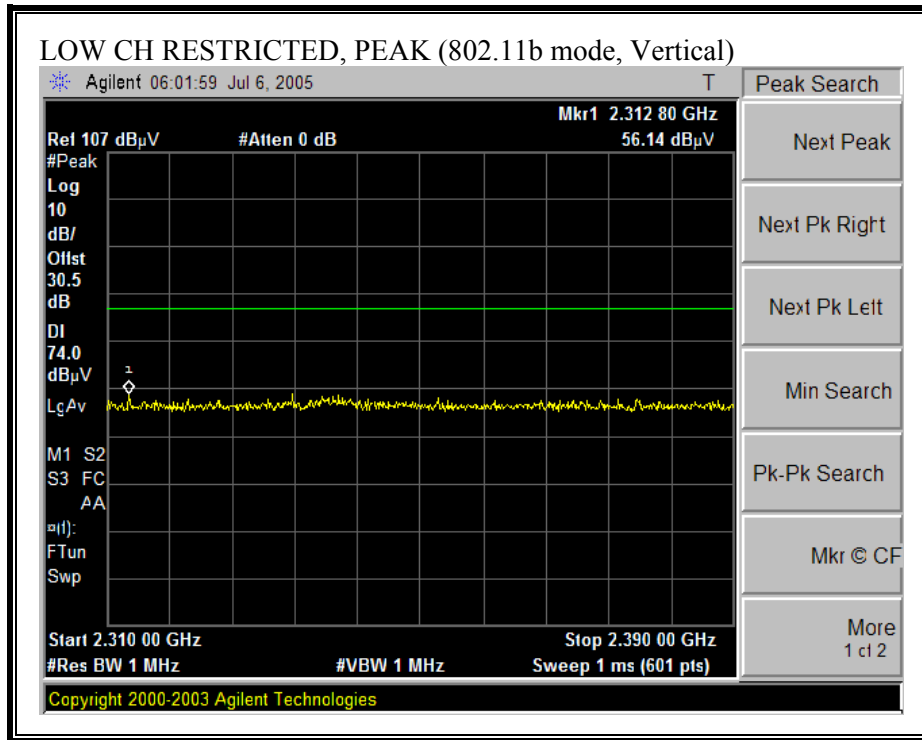 LOW CH RESTRICTED, PEAK (802.11b mode, Vertical)
Agilent 06:01:59 Jul 6, 2005 T
Peak Search
Mkr1 2.312 80 GHz
Ref 107 dBµV #Atten 0 dB 56.14 dBµV
#Peak
Log
10
dB/
Offst
30.5
dB
DI
74.0
dBµV
LgAv
1
M1 S2
S3 FC
AA
¤(f):
FTun
Swp
Start 2.310 00 GHz Stop 2.390 00 GHz
#Res BW 1 MHz #VBW 1 MHz Sweep 1 ms (601 pts)
Copyright 2000-2003 Agilent Technologies
Next Peak
Next Pk Right
Next Pk Left
Min Search
Pk-Pk Search
Mkr © CF
More
1 of 2